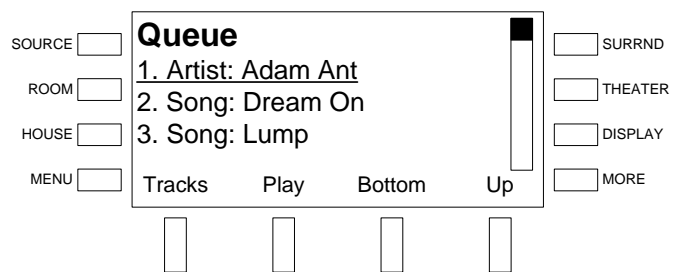 SOURCE
ROOM
HOUSE
MENU
Queue
1. Artist: Adam Ant
2. Song: Dream On
3. Song: Lump
Tracks Play Bottom Up
SURRND
THEATER
DISPLAY
MORE